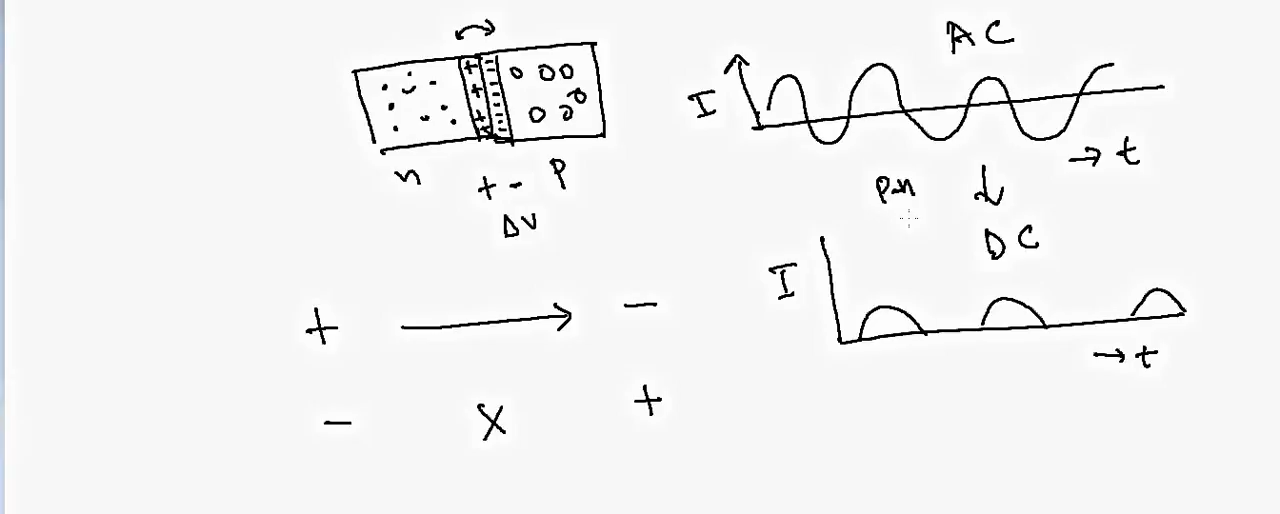 n
p
+ -
ΔV
+ → -
- X +
AC
I
→ t
p-n ↓
DC
I
→ t